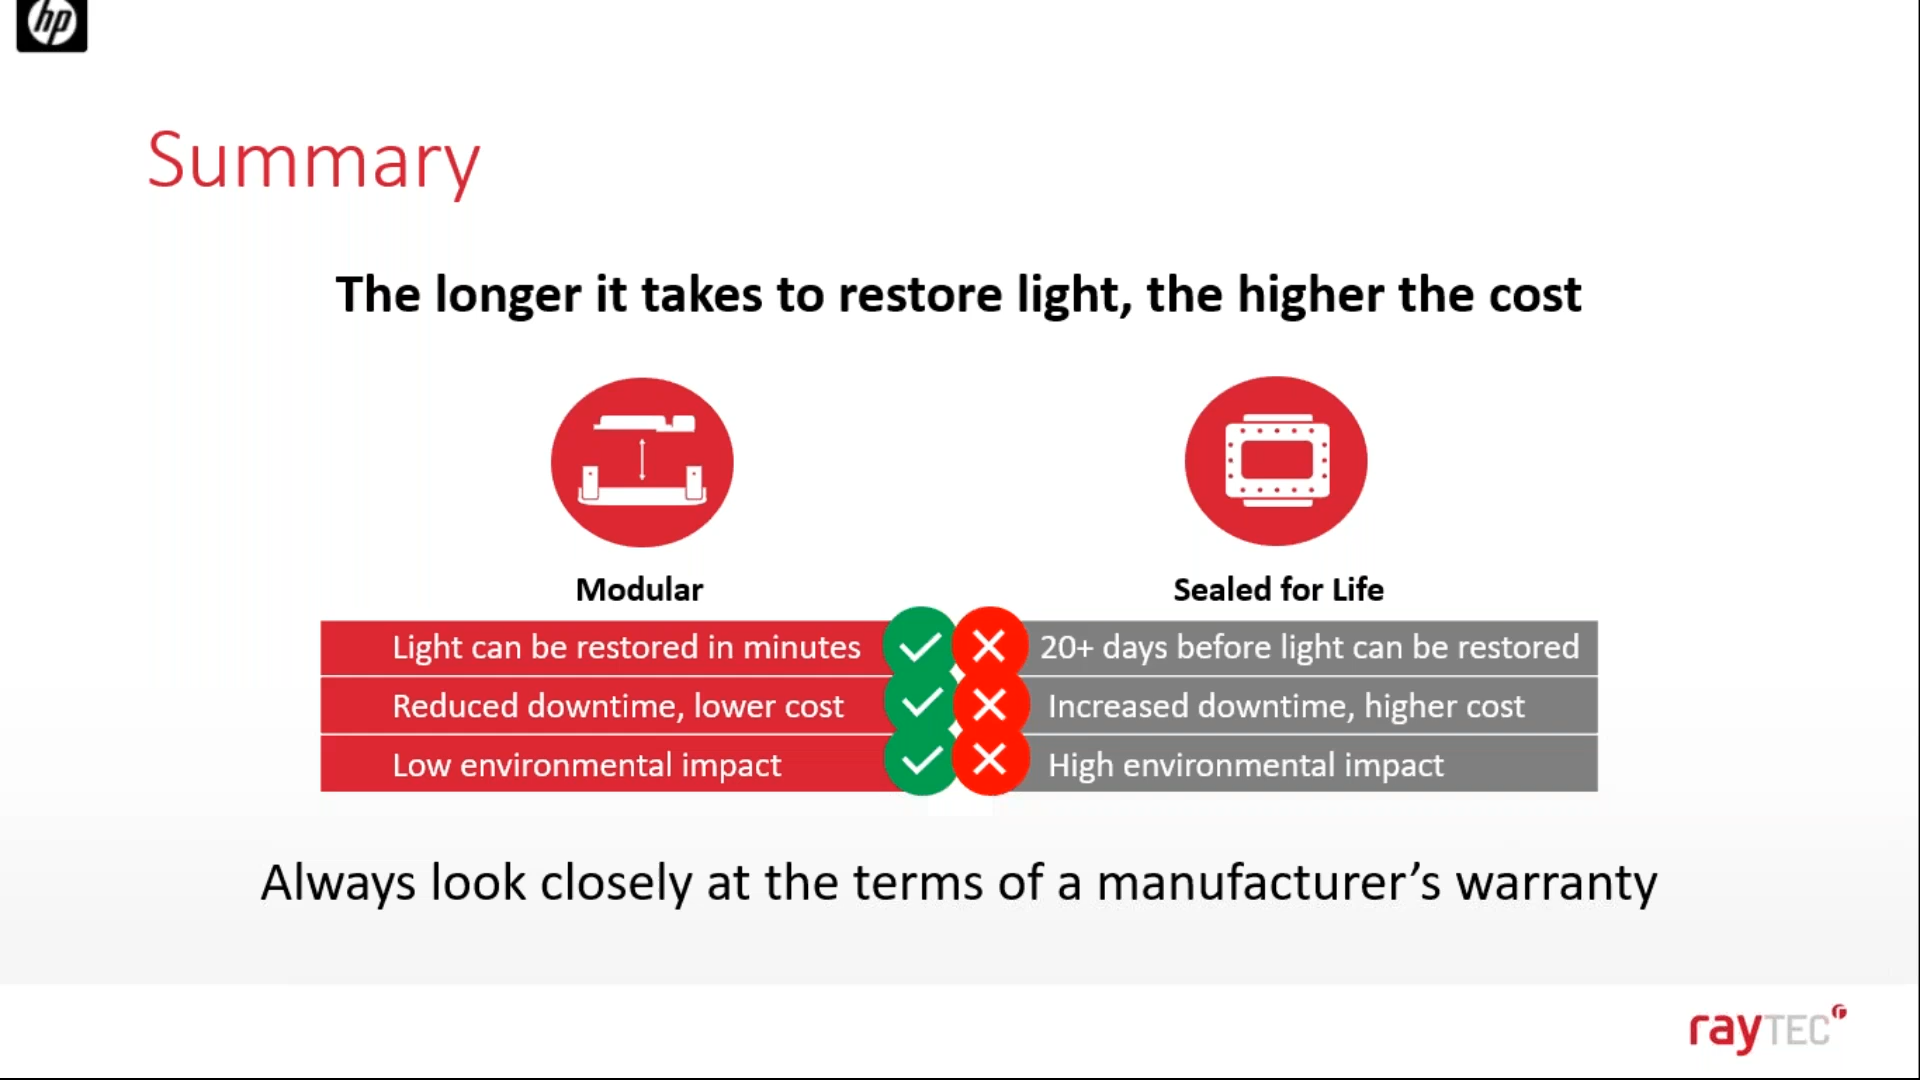 hp
Summary
The longer it takes to restore light, the higher the cost
Modular
Sealed for Life
Light can be restored in minutes
20+ days before light can be restored
Reduced downtime, lower cost
Increased downtime, higher cost
Low environmental impact
High environmental impact
Always look closely at the terms of a manufacturer’s warranty
rayTEC